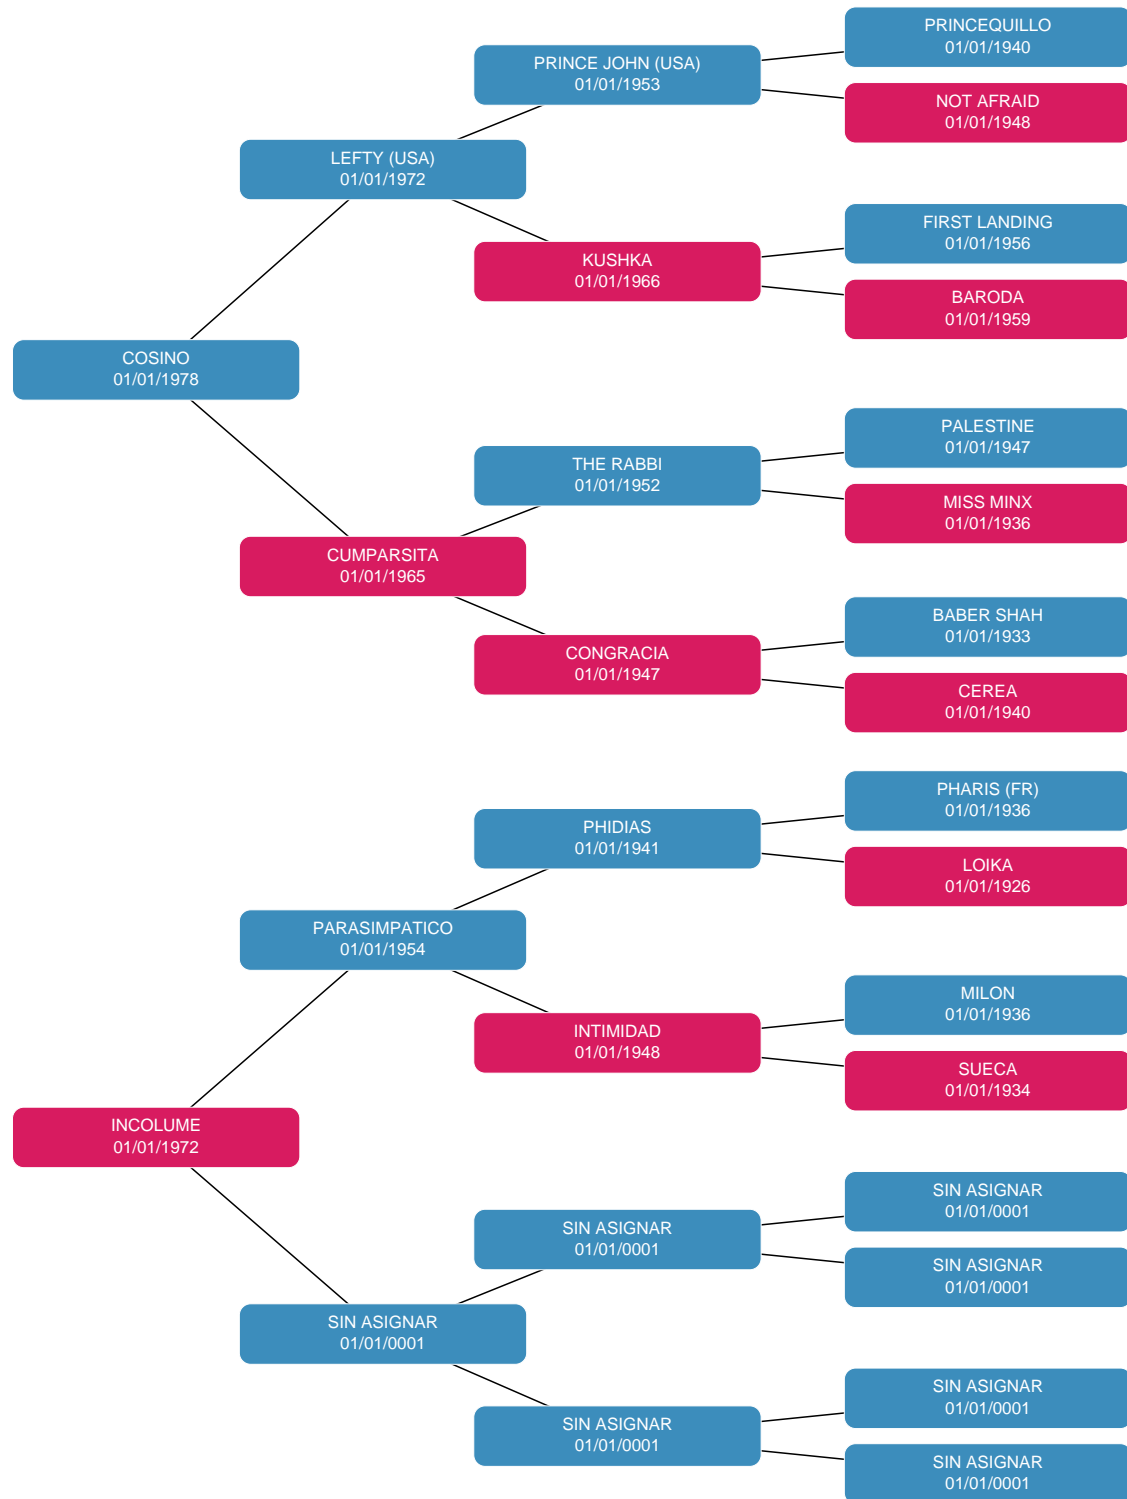 PRINCEQUILLO
01/01/1940
PRINCE JOHN (USA)
01/01/1953
NOT AFRAID
01/01/1948
LEFTY (USA)
01/01/1972
FIRST LANDING
01/01/1956
KUSHKA
01/01/1966
BARODA
01/01/1959
COSINO
01/01/1978
PALESTINE
01/01/1947
THE RABBI
01/01/1952
MISS MINX
01/01/1936
CUMPARSITA
01/01/1965
BABER SHAH
01/01/1933
CONGRACIA
01/01/1947
CEREA
01/01/1940
PHARIS (FR)
01/01/1936
PHIDIAS
01/01/1941
LOIKA
01/01/1926
PARASIMPATICO
01/01/1954
MILON
01/01/1936
INTIMIDAD
01/01/1948
SUECA
01/01/1934
INCOLUME
01/01/1972
SIN ASIGNAR
01/01/0001
SIN ASIGNAR
01/01/0001
SIN ASIGNAR
01/01/0001
SIN ASIGNAR
01/01/0001
SIN ASIGNAR
01/01/0001
SIN ASIGNAR
01/01/0001
SIN ASIGNAR
01/01/0001